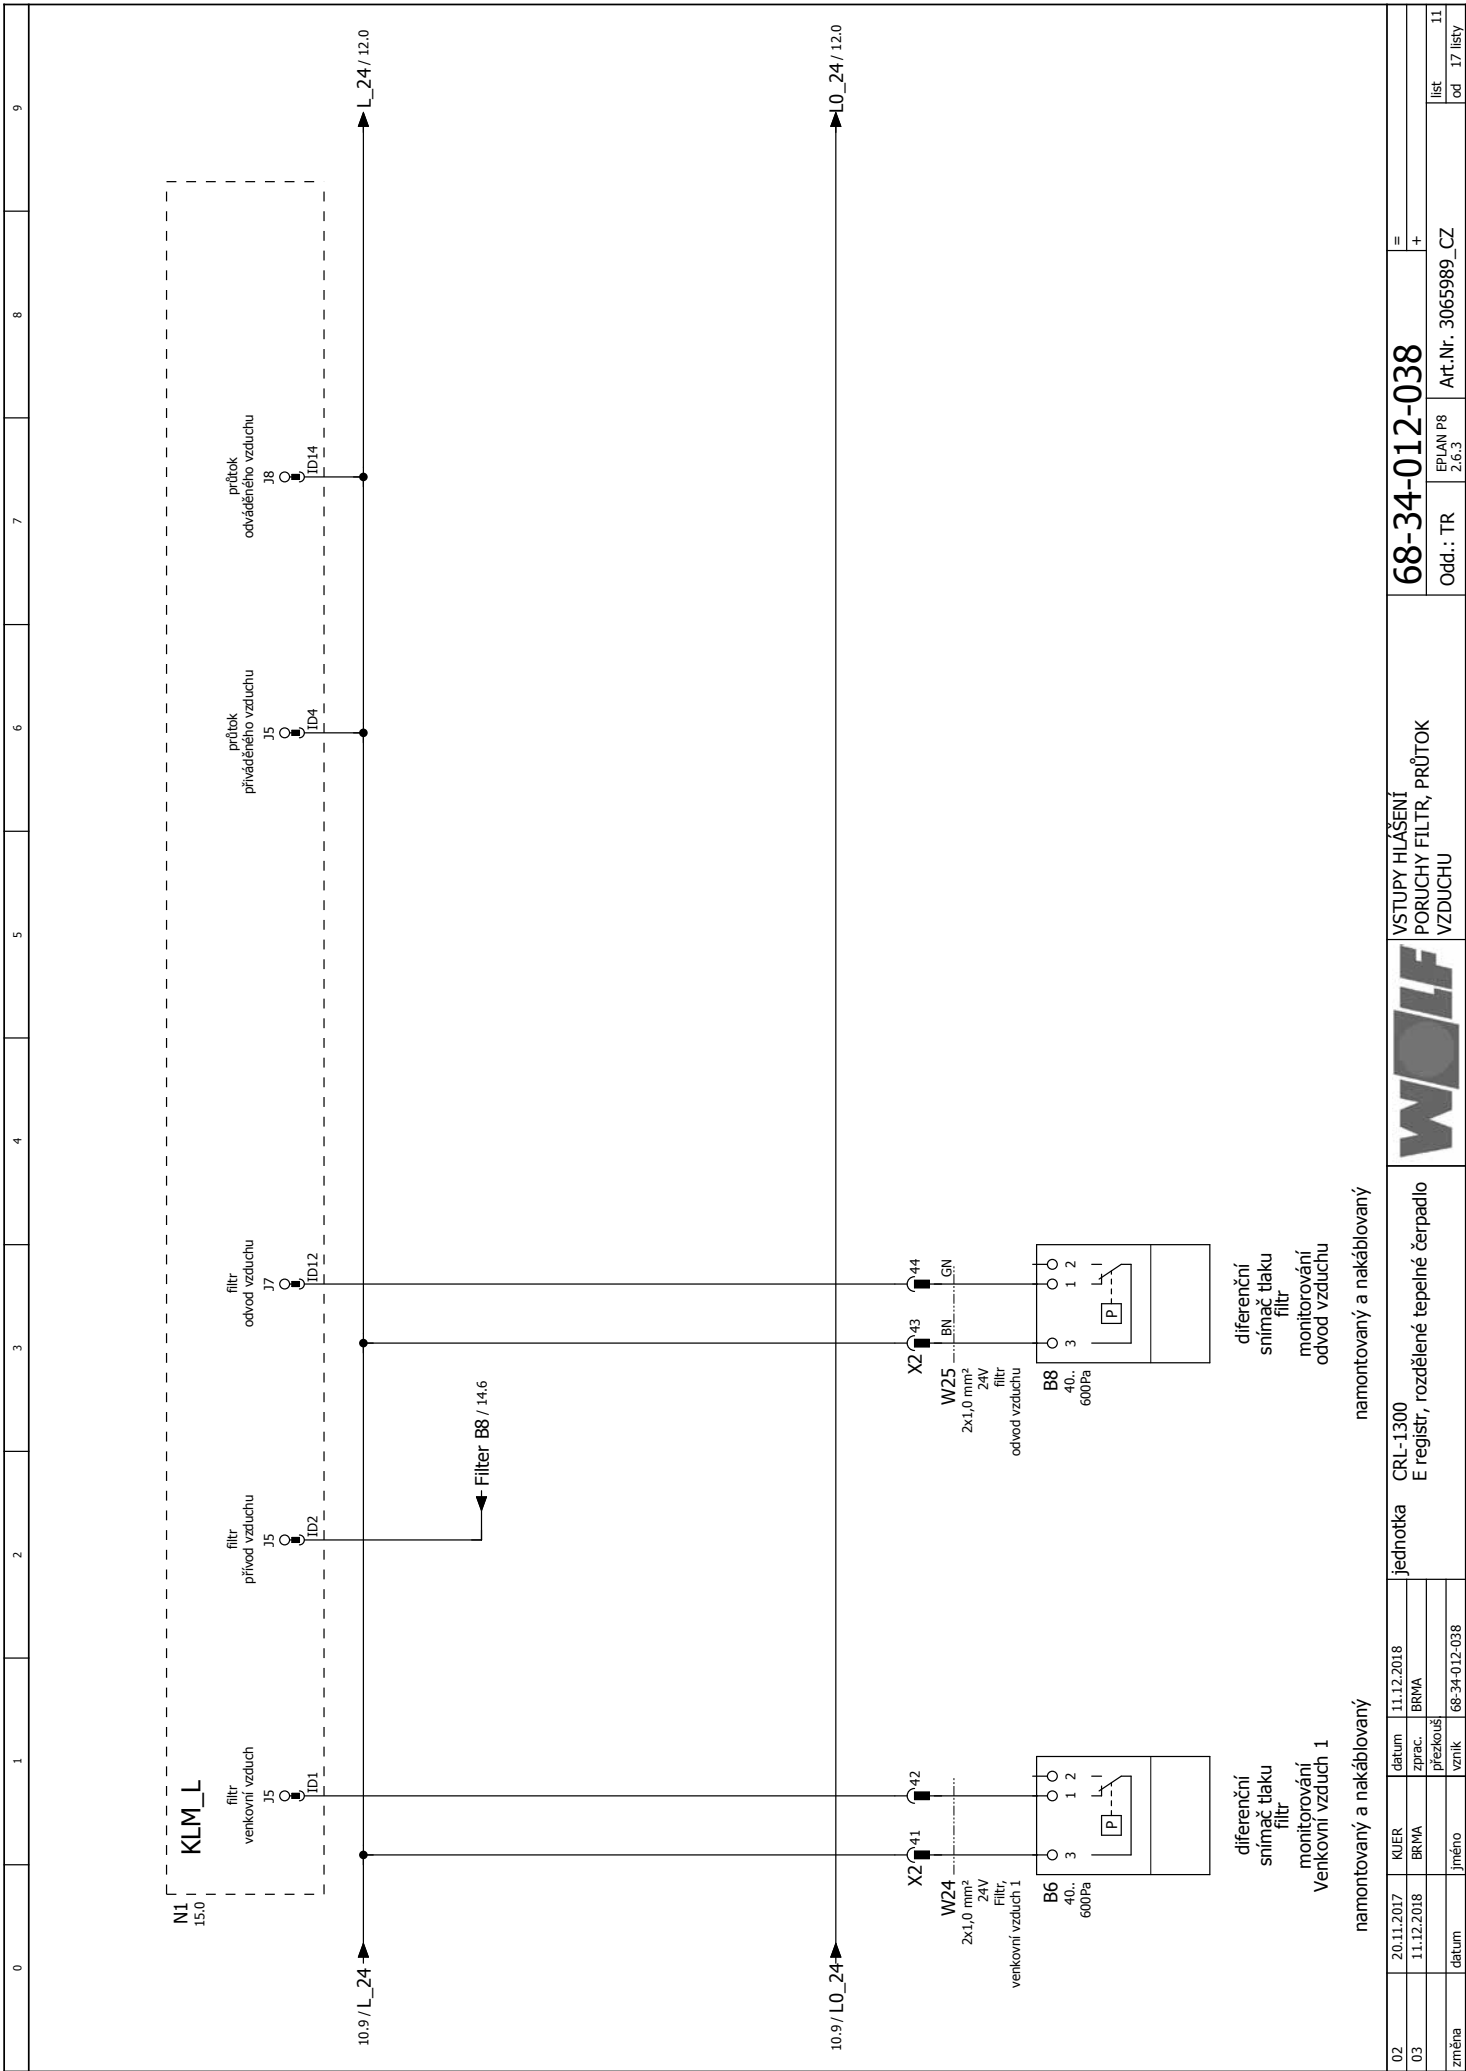 0 1 2 3 4 5 6 7 8 9
N1
15.0
KLM_L
filtr
venkovní vzduch
J5
ID1
filtr
přívod vzduchu
J5
ID2
filtr
odvod vzduchu
J7
ID12
průtok
přiváděného vzduchu
J5
ID4
průtok
odváděného vzduchu
J8
ID14
10.9 / L_24
L_24 / 12.0
Filter B8 / 14.6
10.9 / L0_24
L0_24 / 12.0
X2 41 42
W24
2x1,0 mm²
24V
Filtr,
venkovní vzduch 1
B6
40..
600Pa
3 1 2
P
X2 43 44
BN GN
W25
2x1,0 mm²
24V
filtr
odvod vzduchu
B8
40..
600Pa
3 1 2
P
diferenční
snímač tlaku
filtr
monitorování
Venkovní vzduch 1
namontovaný a nakáblovaný
diferenční
snímač tlaku
filtr
monitorování
odvod vzduchu
namontovaný a nakáblovaný
02 20.11.2017 KUER datum 11.12.2018
03 11.12.2018 BRMA zprac. BRMA
přezkouš.
změna datum jméno vznik 68-34-012-038
jednotka CRL-1300
E registr, rozdělené tepelné čerpadlo
WOLF
VSTUPY HLÁŠENÍ
PORUCHY FILTR, PRŮTOK
VZDUCHU
68-34-012-038
=
+
Odd.: TR
EPLAN P8
2.6.3
Art.Nr. 3065989_CZ
list 11
od 17 listy